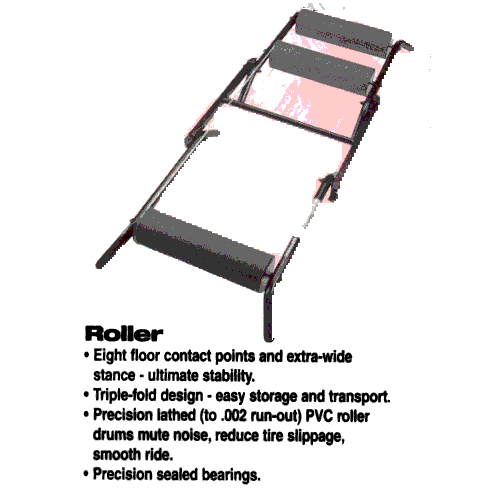 Roller
• Eight floor contact points and extra-wide
stance - ultimate stability.
• Triple-fold design - easy storage and transport.
• Precision lathed (to .002 run-out) PVC roller
drums mute noise, reduce tire slippage,
smooth ride.
• Precision sealed bearings.